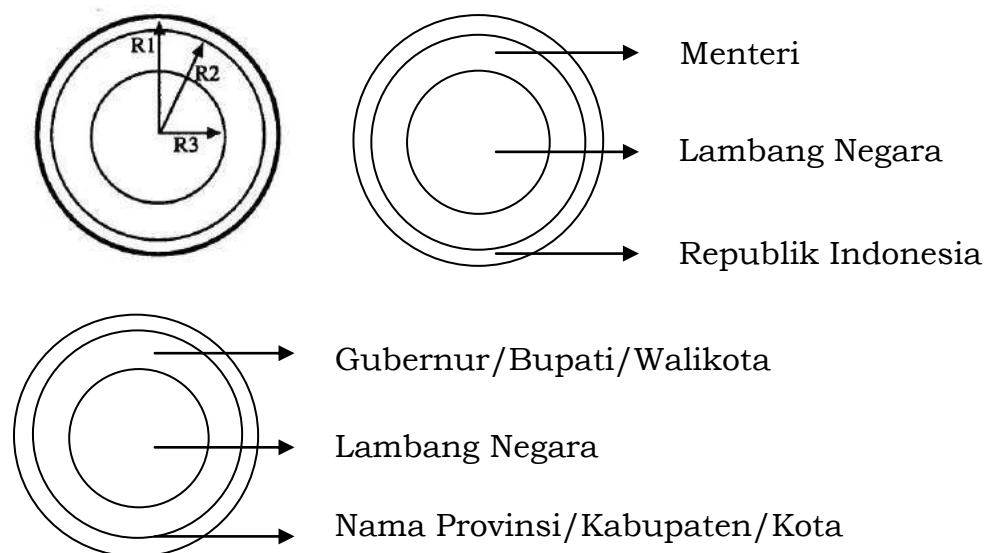 R1
R2
R3
Menteri
Lambang Negara
Republik Indonesia
Gubernur/Bupati/Walikota
Lambang Negara
Nama Provinsi/Kabupaten/Kota